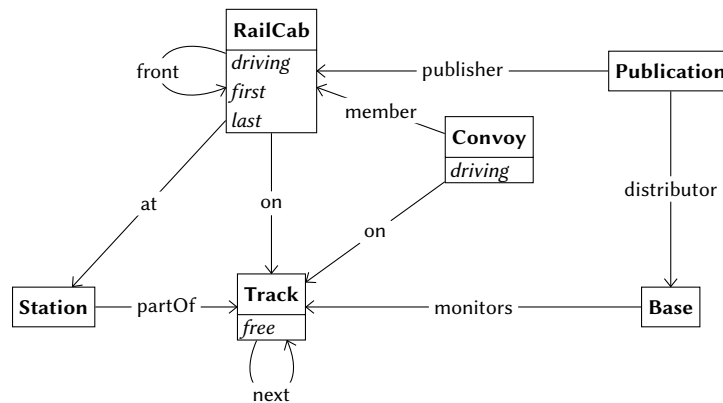 RailCab
driving
first
last
front
publisher
Publication
member
Convoy
driving
at
on
on
distributor
Station
partOf
Track
free
monitors
Base
next